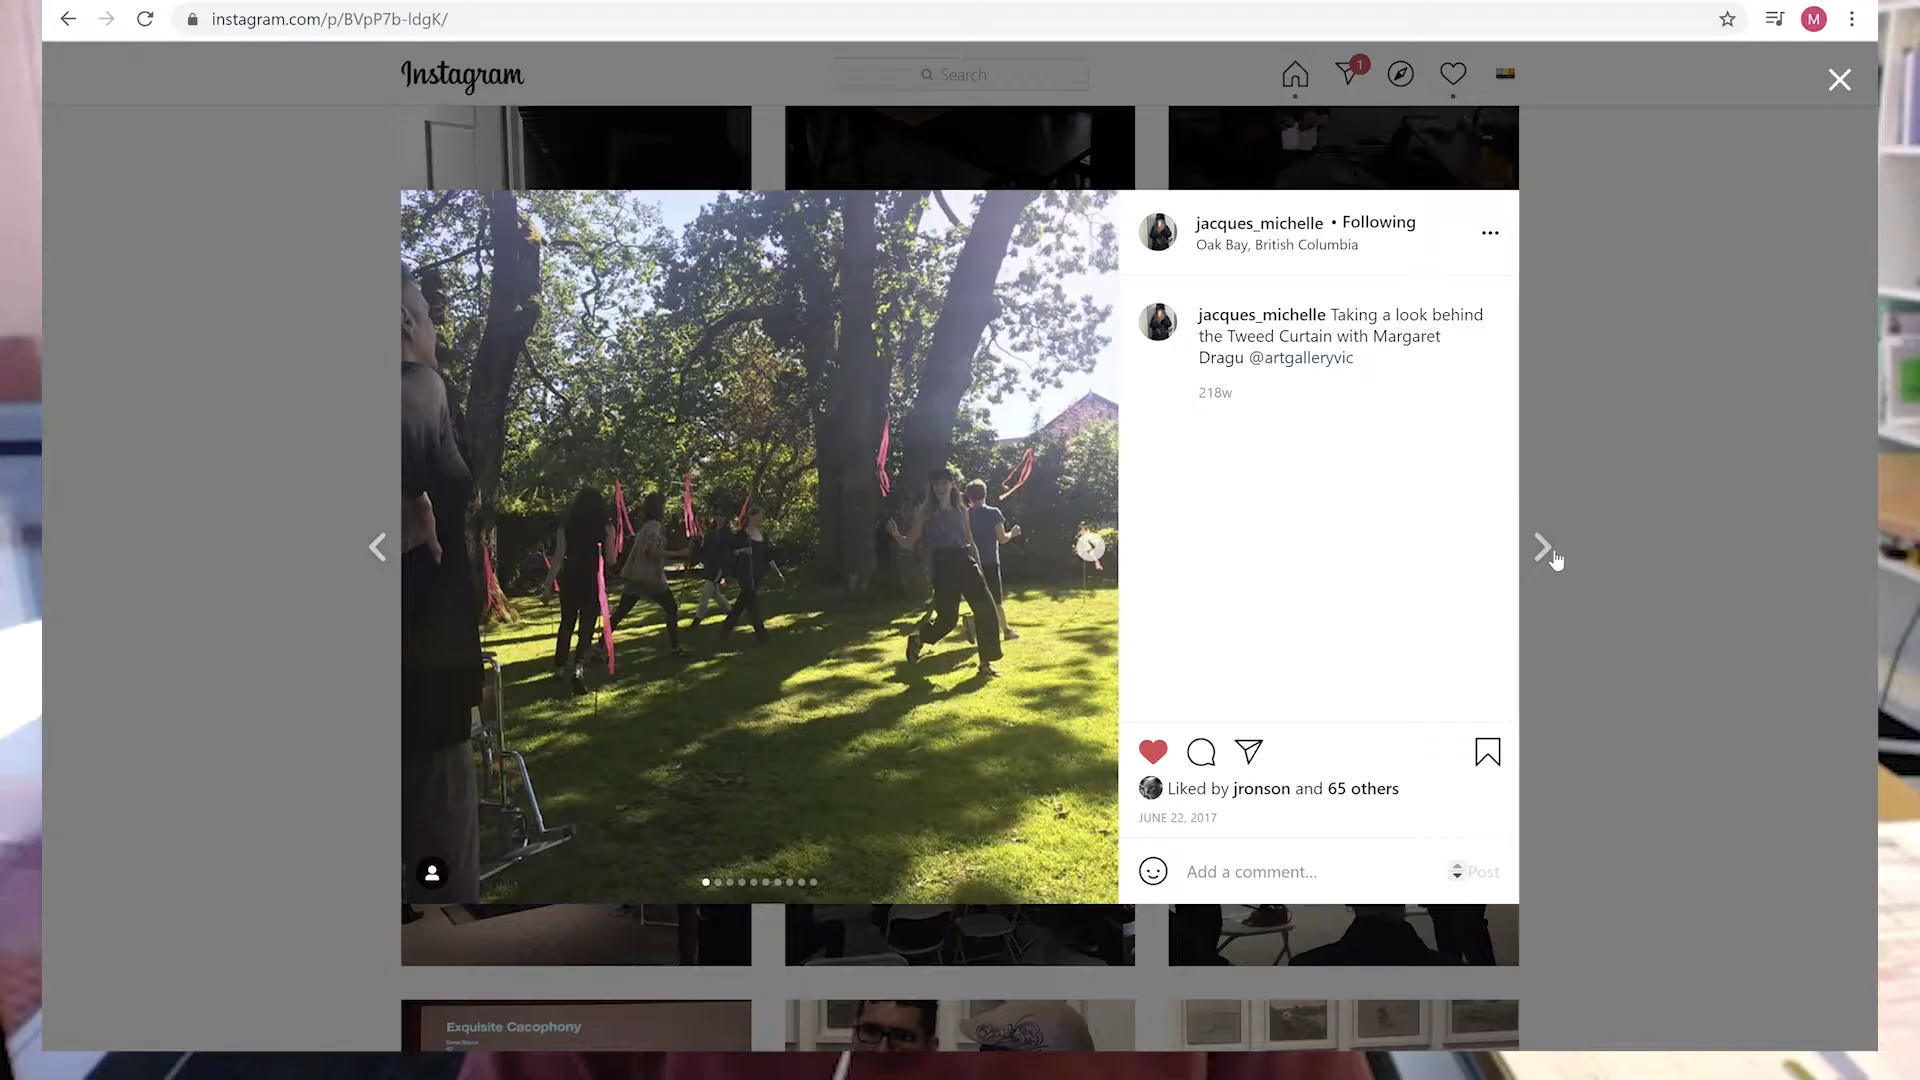 instagram.com/p/BVpP7b-ldgK/
M
Instagram
Search
1
jacques_michelle • Following
Oak Bay, British Columbia
jacques_michelle Taking a look behind
the Tweed Curtain with Margaret
Dragu @artgalleryvic
218w
Liked by jronson and 65 others
JUNE 22, 2017
Add a comment...
Post
Exquisite Cacophony